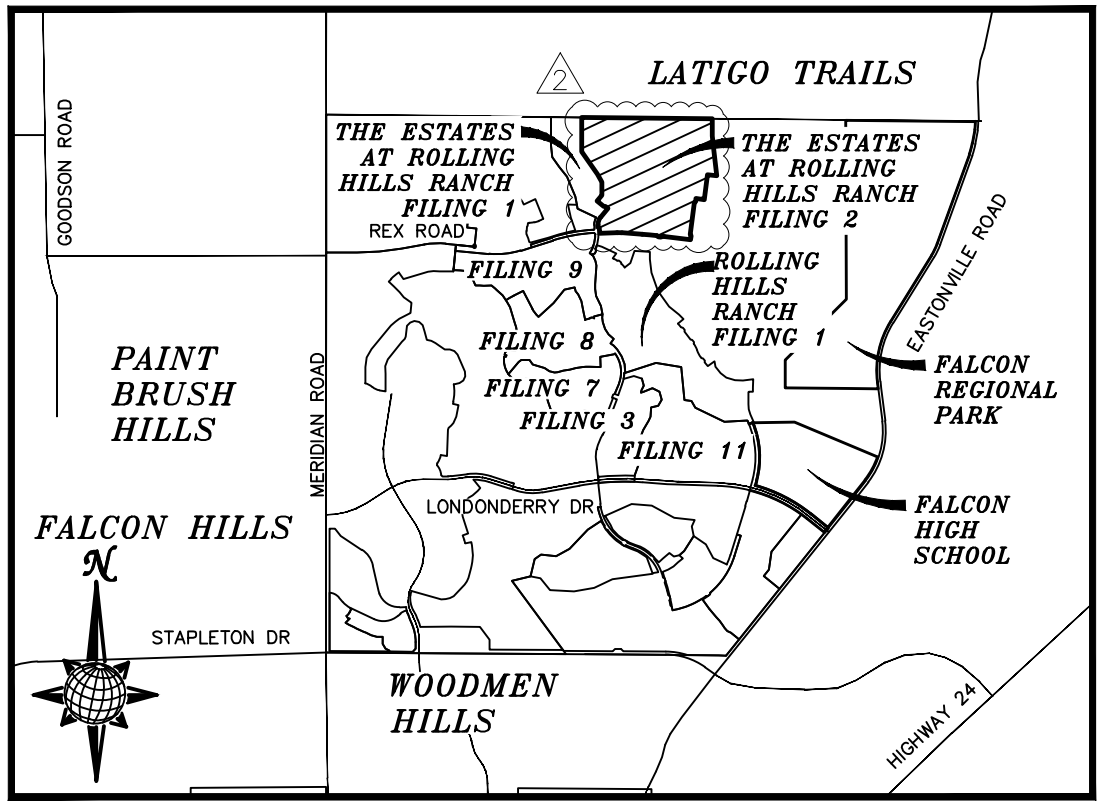 LATIGO TRAILS
2
GOODSON ROAD
THE ESTATES
AT ROLLING
HILLS RANCH
FILING 1
THE ESTATES
AT ROLLING
HILLS RANCH
FILING 2
REX ROAD
EASTONVILLE ROAD
FILING 9
ROLLING
HILLS
RANCH
FILING 1
FILING 8
PAINT
BRUSH
HILLS
MERIDIAN ROAD
FALCON
REGIONAL
PARK
FILING 7
FILING 3
FILING 11
LONDONDERRY DR
FALCON
HIGH
SCHOOL
FALCON HILLS
N
STAPLETON DR
WOODMEN
HILLS
HIGHWAY 24